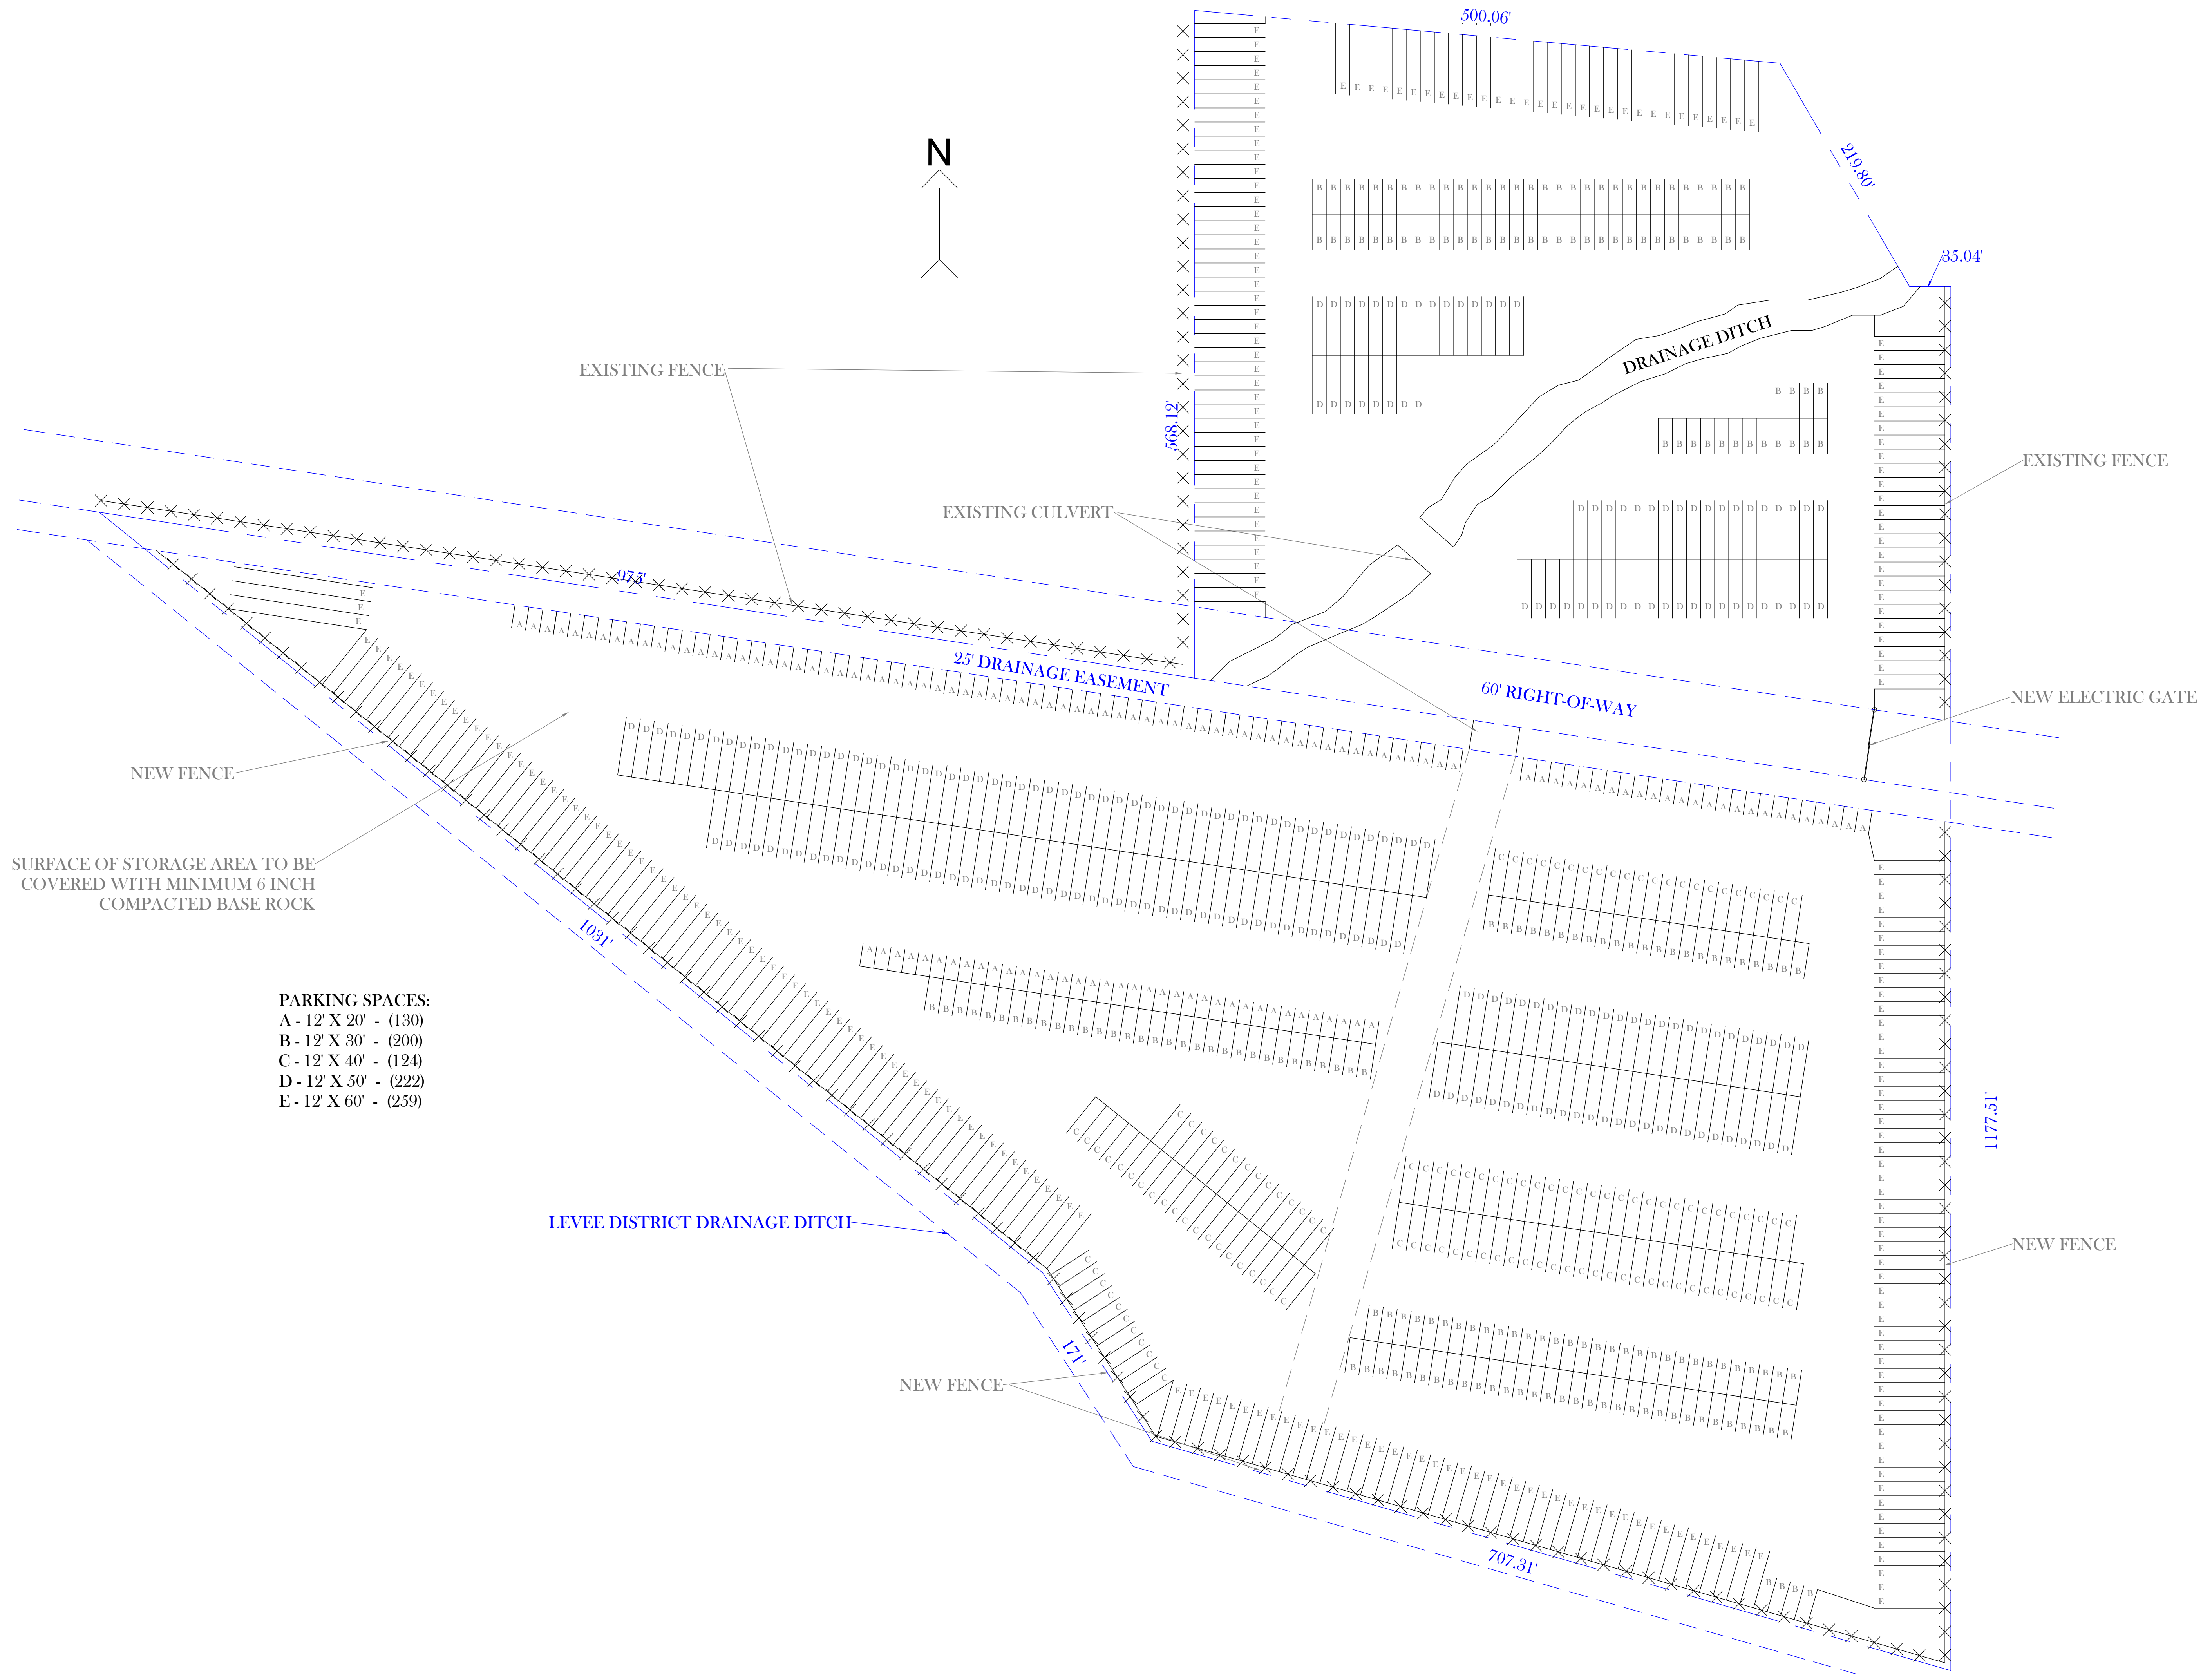 500.06'
N
219.80'
35.04'
DRAINAGE DITCH
EXISTING FENCE
568.12'
EXISTING FENCE
EXISTING CULVERT
975'
25' DRAINAGE EASEMENT
60' RIGHT-OF-WAY
NEW ELECTRIC GATE
NEW FENCE
SURFACE OF STORAGE AREA TO BE
COVERED WITH MINIMUM 6 INCH
COMPACTED BASE ROCK
1031'
PARKING SPACES:
A - 12' X 20' - (130)
B - 12' X 30' - (200)
C - 12' X 40' - (124)
D - 12' X 50' - (222)
E - 12' X 60' - (259)
1177.51'
LEVEE DISTRICT DRAINAGE DITCH
NEW FENCE
171'
NEW FENCE
707.31'